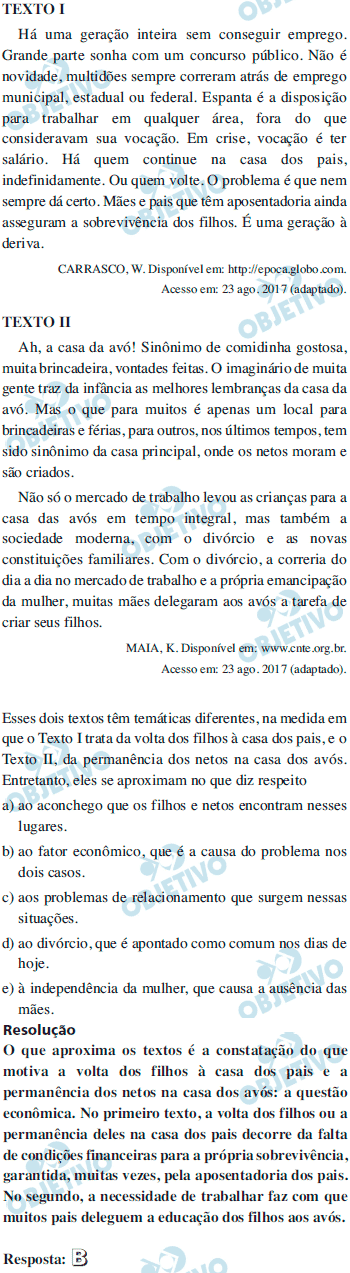 TEXTO I
Há uma geração inteira sem conseguir emprego.
Grande parte sonha com um concurso público. Não é
novidade, multidões sempre correram atrás de emprego
municipal, estadual ou federal. Espanta é a disposição
para trabalhar em qualquer área, fora do que
consideravam sua vocação. Em crise, vocação é ter
salário. Há quem continue na casa dos pais,
indefinidamente. Ou quem volte. O problema é que nem
sempre dá certo. Mães e pais que têm aposentadoria ainda
asseguram a sobrevivência dos filhos. É uma geração à
deriva.
CARRASCO, W. Disponível em: http://epoca.globo.com.
Acesso em: 23 ago. 2017 (adaptado).
TEXTO II
Ah, a casa da avó! Sinônimo de comidinha gostosa,
muita brincadeira, vontades feitas. O imaginário de muita
gente traz da infância as melhores lembranças da casa da
avó. Mas o que para muitos é apenas um local para
brincadeiras e férias, para outros, nos últimos tempos, tem
sido sinônimo da casa principal, onde os netos moram e
são criados.
Não só o mercado de trabalho levou as crianças para a
casa das avós em tempo integral, mas também a
sociedade moderna, com o divórcio e as novas
constituições familiares. Com o divórcio, a correria do
dia a dia no mercado de trabalho e a própria emancipação
da mulher, muitas mães delegaram aos avós a tarefa de
criar seus filhos.
MAIA, K. Disponível em: www.cnte.org.br.
Acesso em: 23 ago. 2017 (adaptado).
Esses dois textos têm temáticas diferentes, na medida em
que o Texto I trata da volta dos filhos à casa dos pais, e o
Texto II, da permanência dos netos na casa dos avós.
Entretanto, eles se aproximam no que diz respeito
a) ao aconchego que os filhos e netos encontram nesses
lugares.
b) ao fator econômico, que é a causa do problema nos
dois casos.
c) aos problemas de relacionamento que surgem nessas
situações.
d) ao divórcio, que é apontado como comum nos dias de
hoje.
e) à independência da mulher, que causa a ausência das
mães.
Resolução
O que aproxima os textos é a constatação do que
motiva a volta dos filhos à casa dos pais e a
permanência dos netos na casa dos avós: a questão
econômica. No primeiro texto, a volta dos filhos ou a
permanência deles na casa dos pais decorre da falta
de condições financeiras para a própria sobrevivência,
garantida, muitas vezes, pela aposentadoria dos pais.
No segundo, a necessidade de trabalhar faz com que
muitos pais deleguem a educação dos filhos aos avós.
Resposta: B